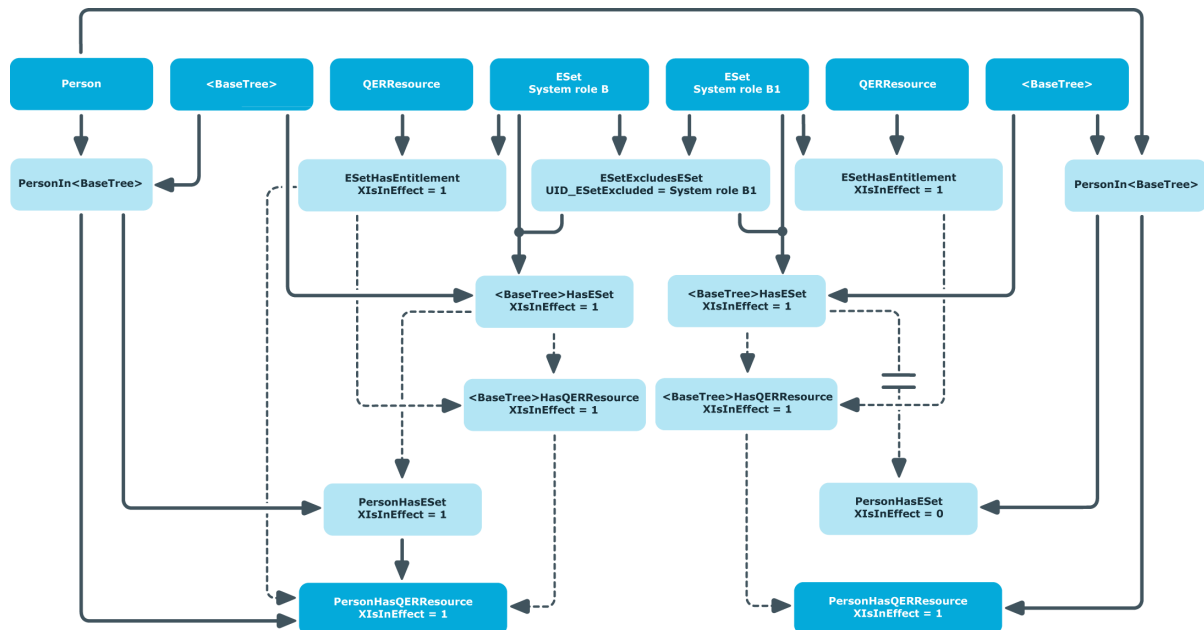 Person
<BaseTree>
QERResource
ESet
System role B
ESet
System role B1
QERResource
<BaseTree>
PersonIn<BaseTree>
ESetHasEntitlement
XIsInEffect = 1
ESetExcludesESet
UID_ESetExcluded = System role B1
ESetHasEntitlement
XIsInEffect = 1
PersonIn<BaseTree>
<BaseTree>HasESet
XIsInEffect = 1
<BaseTree>HasESet
XIsInEffect = 1
<BaseTree>HasQERResource
XIsInEffect = 1
<BaseTree>HasQERResource
XIsInEffect = 1
PersonHasESet
XIsInEffect = 1
PersonHasESet
XIsInEffect = 0
PersonHasQERResource
XIsInEffect = 1
PersonHasQERResource
XIsInEffect = 1